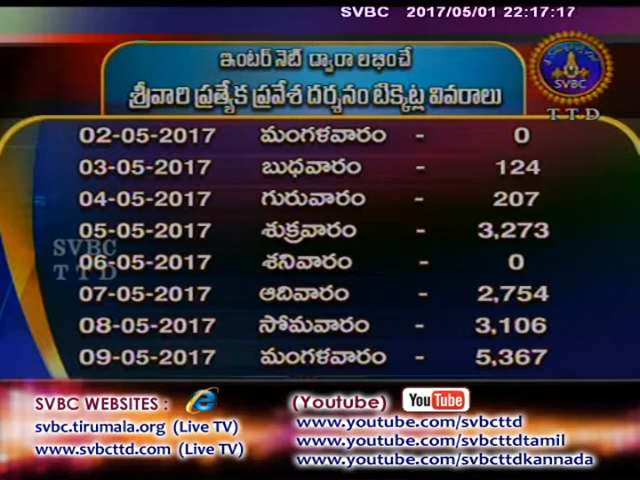 SVBC 2017/05/01 22:17:17
ఇంటర్ నెట్ ద్వారా లభించే
శ్రీవారి ప్రత్యేక ప్రవేశ దర్శనం టిక్కెట్ల వివరాలు
SVBC
TTD
02-05-2017 మంగళవారం - 0
03-05-2017 బుధవారం - 124
04-05-2017 గురువారం - 207
05-05-2017 శుక్రవారం - 3,273
SVBC
TTD
06-05-2017 శనివారం - 0
07-05-2017 ఆదివారం - 2,754
08-05-2017 సోమవారం - 3,106
09-05-2017 మంగళవారం - 5,367
SVBC WEBSITES :
svbc.tirumala.org (Live TV)
www.svbcttd.com (Live TV)
(Youtube) YouTube
www.youtube.com/svbcttd
www.youtube.com/svbcttdtamil
www.youtube.com/svbcttdkannada